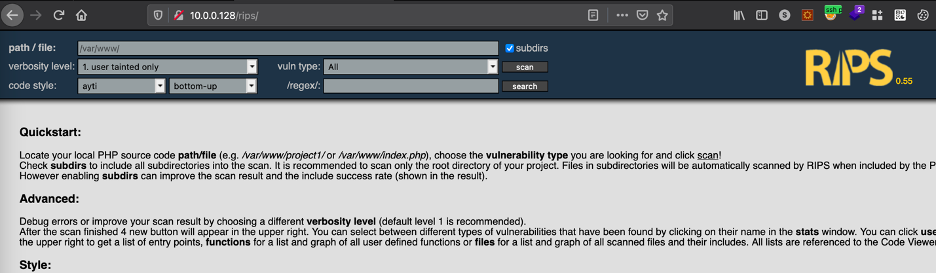 10.0.0.128/rips/
ssh p
2
path / file: /var/www/ subdirs
verbosity level: 1. user tainted only vuln type: All scan
code style: ayti bottom-up /regex/: search
RIPS 0.55
Quickstart:
Locate your local PHP source code path/file (e.g. /var/www/project1/ or /var/www/index.php), choose the vulnerability type you are looking for and click scan!
Check subdirs to include all subdirectories into the scan. It is recommended to scan only the root directory of your project. Files in subdirectories will be automatically scanned by RIPS when included by the P
However enabling subdirs can improve the scan result and the include success rate (shown in the result).
Advanced:
Debug errors or improve your scan result by choosing a different verbosity level (default level 1 is recommended).
After the scan finished 4 new button will appear in the upper right. You can select between different types of vulnerabilities that have been found by clicking on their name in the stats window. You can click use
the upper right to get a list of entry points, functions for a list and graph of all user defined functions or files for a list and graph of all scanned files and their includes. All lists are referenced to the Code Viewer
Style: